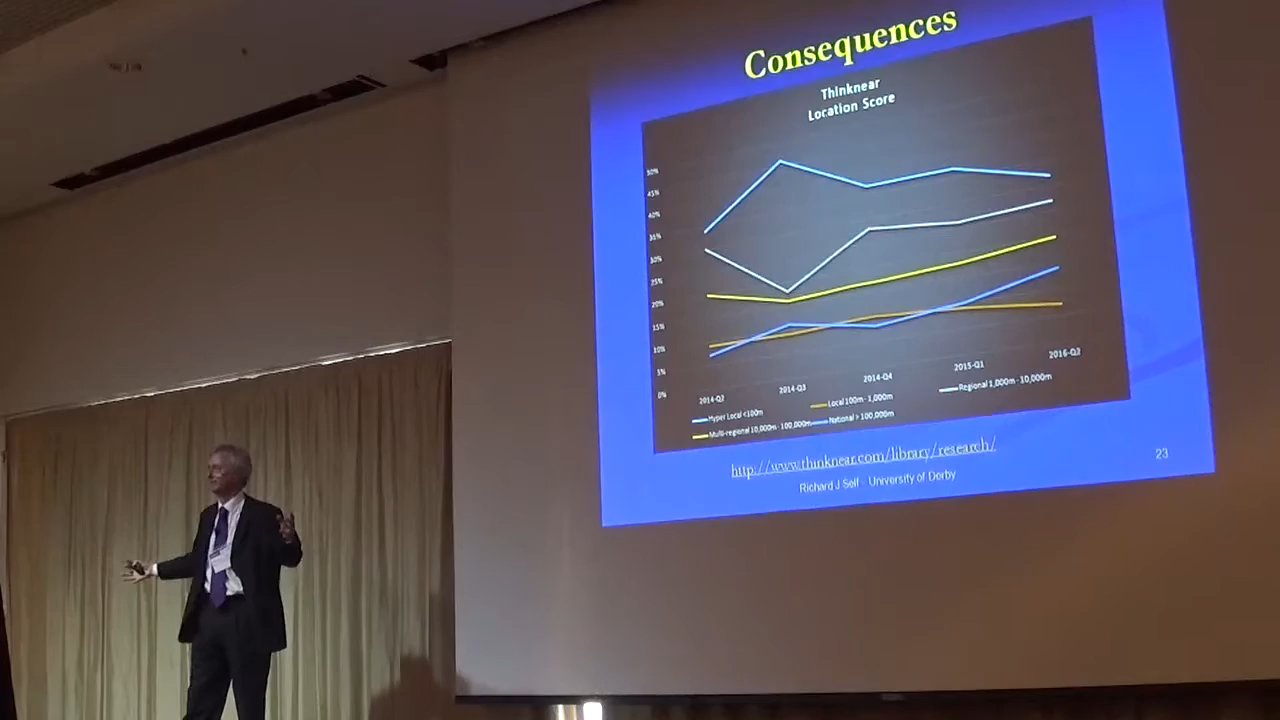 Consequences
Thinknear
Location Score
50%
45%
40%
35%
30%
25%
20%
15%
10%
5%
0%
2014-Q2
2014-Q3
2014-Q4
2015-Q1
2016-Q3
Hyper Local <100m
Local 100m - 1,000m
Regional 1,000m - 10,000m
Multi-regional 10,000m - 100,000m
National > 100,000m
http://www.thinknear.com/library/research/
Richard J Self - University of Derby
23